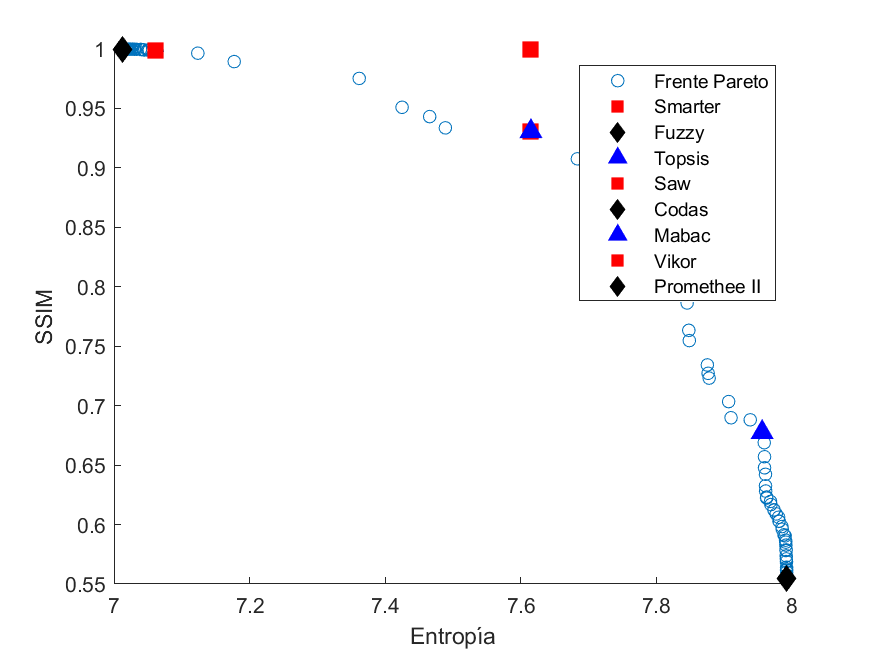 1
0.95
0.9
0.85
0.8
0.75
0.7
0.65
0.6
0.55
SSIM
7
7.2
7.4
7.6
7.8
8
Entropía
Frente Pareto
Smarter
Fuzzy
Topsis
Saw
Codas
Mabac
Vikor
Promethee II